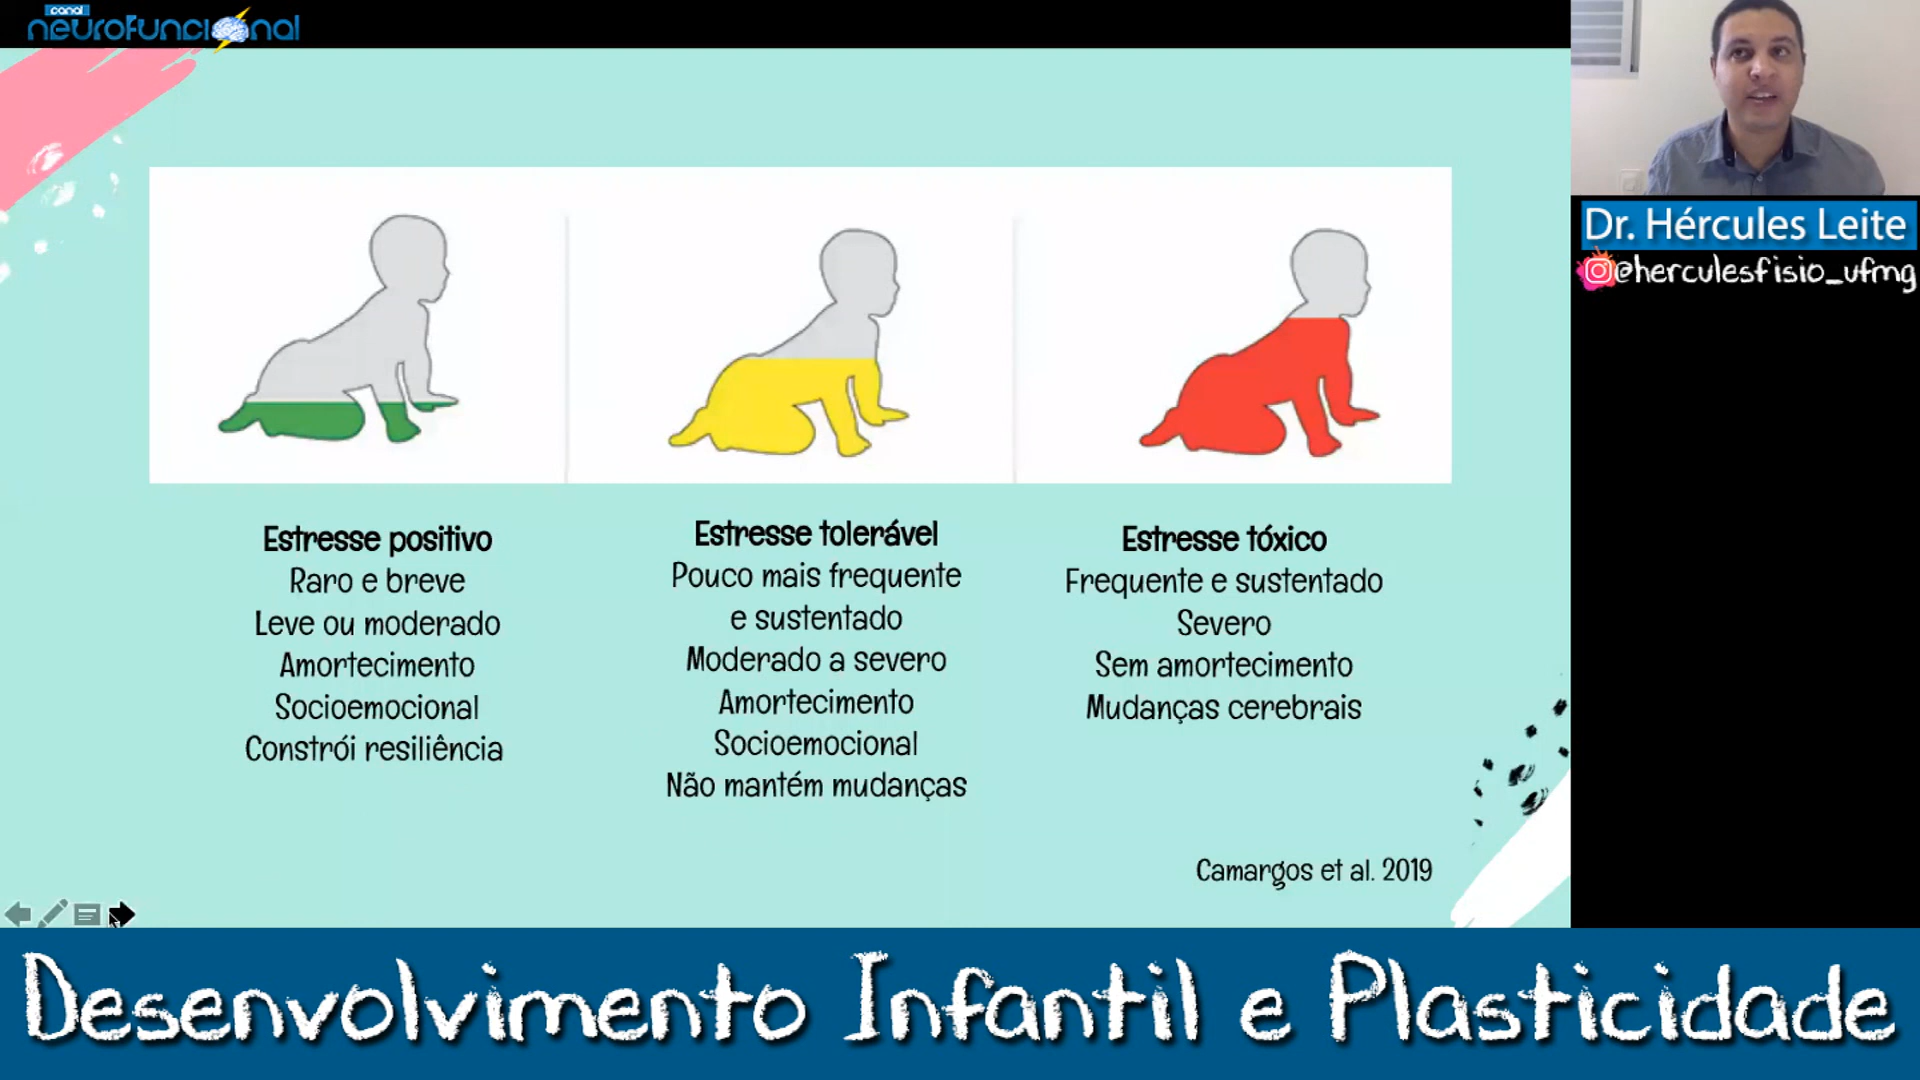 canal
neurofuncional
Dr. Hércules Leite
@herculesfisio_ufmg
Estresse positivo
Raro e breve
Leve ou moderado
Amortecimento
Socioemocional
Constrói resiliência
Estresse tolerável
Pouco mais frequente
e sustentado
Moderado a severo
Amortecimento
Socioemocional
Não mantém mudanças
Estresse tóxico
Frequente e sustentado
Severo
Sem amortecimento
Mudanças cerebrais
Camargos et al. 2019
Desenvolvimento Infantil e Plasticidade